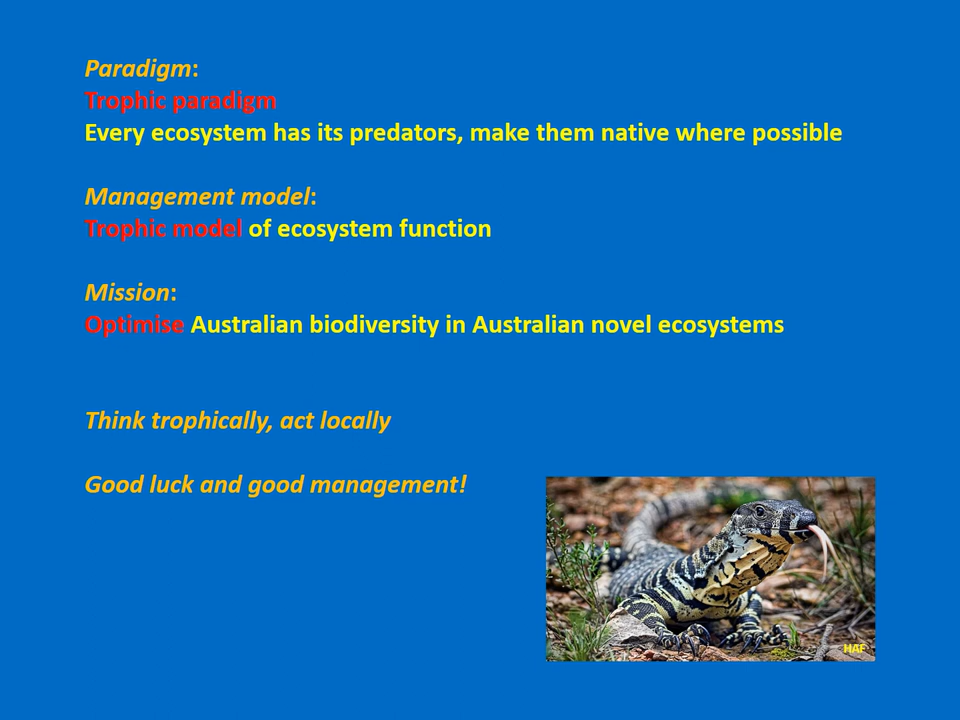 Paradigm:
Trophic paradigm
Every ecosystem has its predators, make them native where possible
Management model:
Trophic model of ecosystem function
Mission:
Optimise Australian biodiversity in Australian novel ecosystems
Think trophically, act locally
Good luck and good management!
HAF